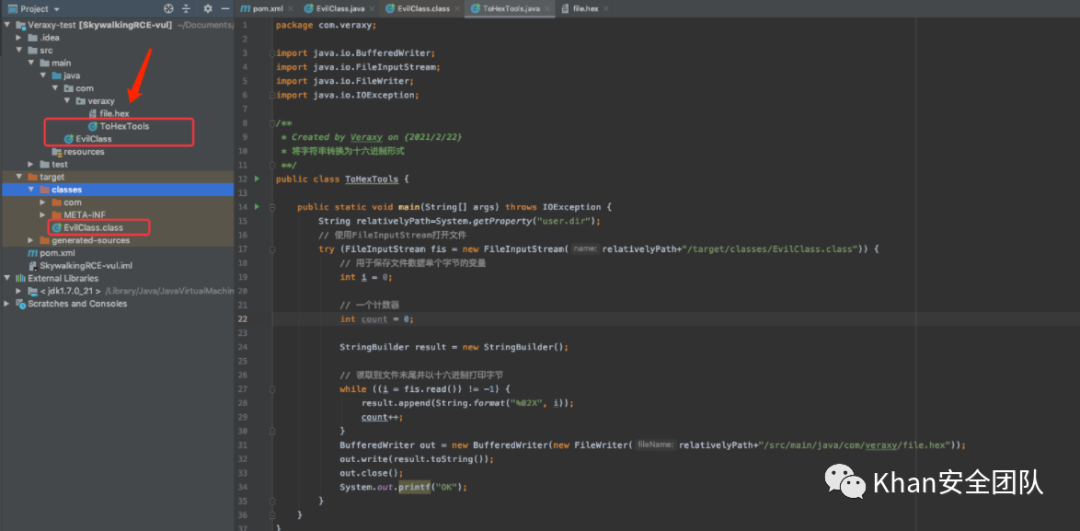 Project
pom.xml
EvilClass.java
EvilClass.class
ToHexTools.java
file.hex
Veraxy-test [SkywalkingRCE-vul] ~/Documents/
.idea
src
main
java
com
veraxy
file.hex
ToHexTools
EvilClass
resources
test
target
classes
com
META-INF
EvilClass.class
generated-sources
pom.xml
SkywalkingRCE-vul.iml
External Libraries
< jdk1.7.0_21 > /Library/Java/JavaVirtualMachin
Scratches and Consoles
1 package com.veraxy;
2
3 import java.io.BufferedWriter;
4 import java.io.FileInputStream;
5 import java.io.FileWriter;
6 import java.io.IOException;
7
8 /**
9 * Created by Veraxy on {2021/2/22}
10 * 将字符串转换为十六进制形式
11 **/
12 public class ToHexTools {
13
14 public static void main(String[] args) throws IOException {
15 String relativelyPath=System.getProperty("user.dir");
16 // 使用FileInputStream打开文件
17 try (FileInputStream fis = new FileInputStream( name: relativelyPath+"/target/classes/EvilClass.class")) {
18 // 用于保存文件数据单个字节的变量
19 int i = 0;
20
21 // 一个计数器
22 int count = 0;
23
24 StringBuilder result = new StringBuilder();
25
26 // 读取到文件末尾并以十六进制打印字节
27 while ((i = fis.read()) != -1) {
28 result.append(String.format("%02X", i));
29 count++;
30 }
31 BufferedWriter out = new BufferedWriter(new FileWriter( fileName: relativelyPath+"/src/main/java/com/veraxy/file.hex"));
32 out.write(result.toString());
33 out.close();
34 System.out.printf("OK");
35 }
36 }
37 }
Khan安全团队